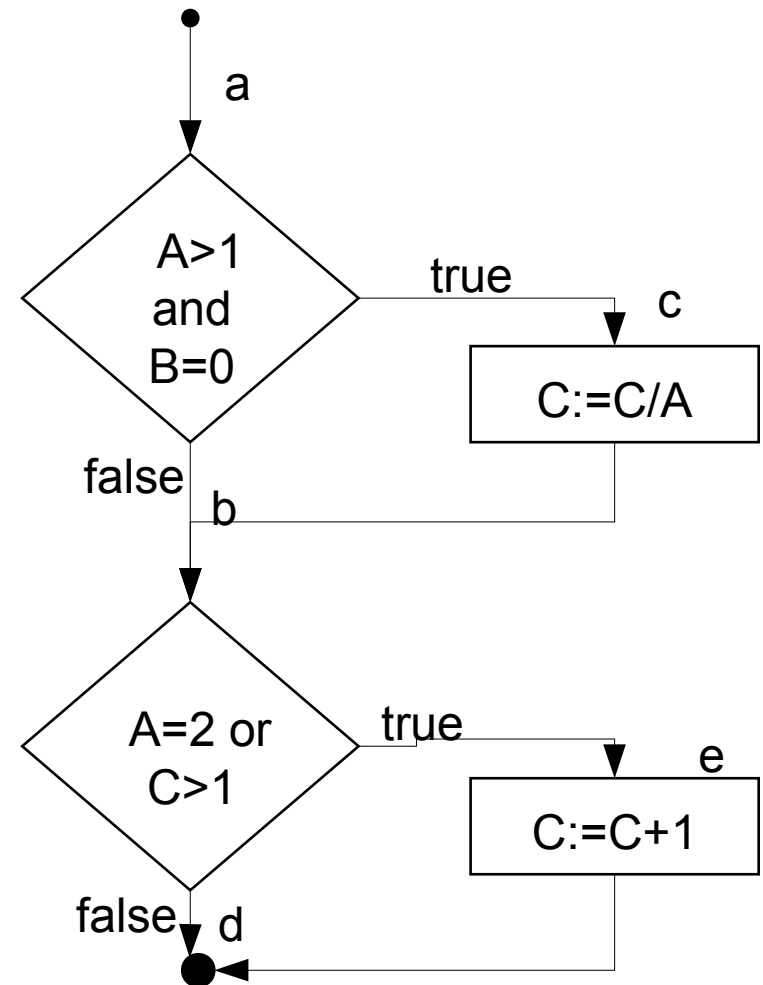 a
A>1
and
B=0
true
c
C:=C/A
false
b
A=2 or
C>1
true
e
C:=C+1
false
d